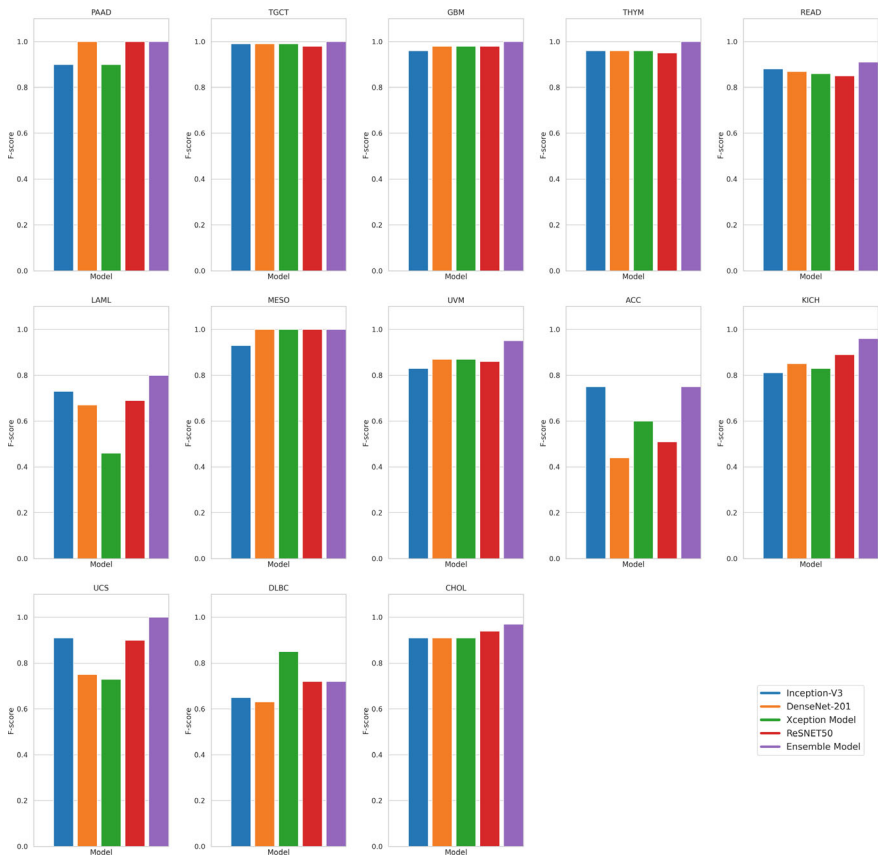 PAAD
F-score
1.0
0.8
0.6
0.4
0.2
0.0
Model
TGCT
F-score
1.0
0.8
0.6
0.4
0.2
0.0
Model
GBM
F-score
1.0
0.8
0.6
0.4
0.2
0.0
Model
THYM
F-score
1.0
0.8
0.6
0.4
0.2
0.0
Model
READ
F-score
1.0
0.8
0.6
0.4
0.2
0.0
Model
LAML
F-score
1.0
0.8
0.6
0.4
0.2
0.0
Model
MESO
F-score
1.0
0.8
0.6
0.4
0.2
0.0
Model
UVM
F-score
1.0
0.8
0.6
0.4
0.2
0.0
Model
ACC
F-score
1.0
0.8
0.6
0.4
0.2
0.0
Model
KICH
F-score
1.0
0.8
0.6
0.4
0.2
0.0
Model
UCS
F-score
1.0
0.8
0.6
0.4
0.2
0.0
Model
DLBC
F-score
1.0
0.8
0.6
0.4
0.2
0.0
Model
CHOL
F-score
1.0
0.8
0.6
0.4
0.2
0.0
Model
Inception-V3
DenseNet-201
Xception Model
ReSNET50
Ensemble Model